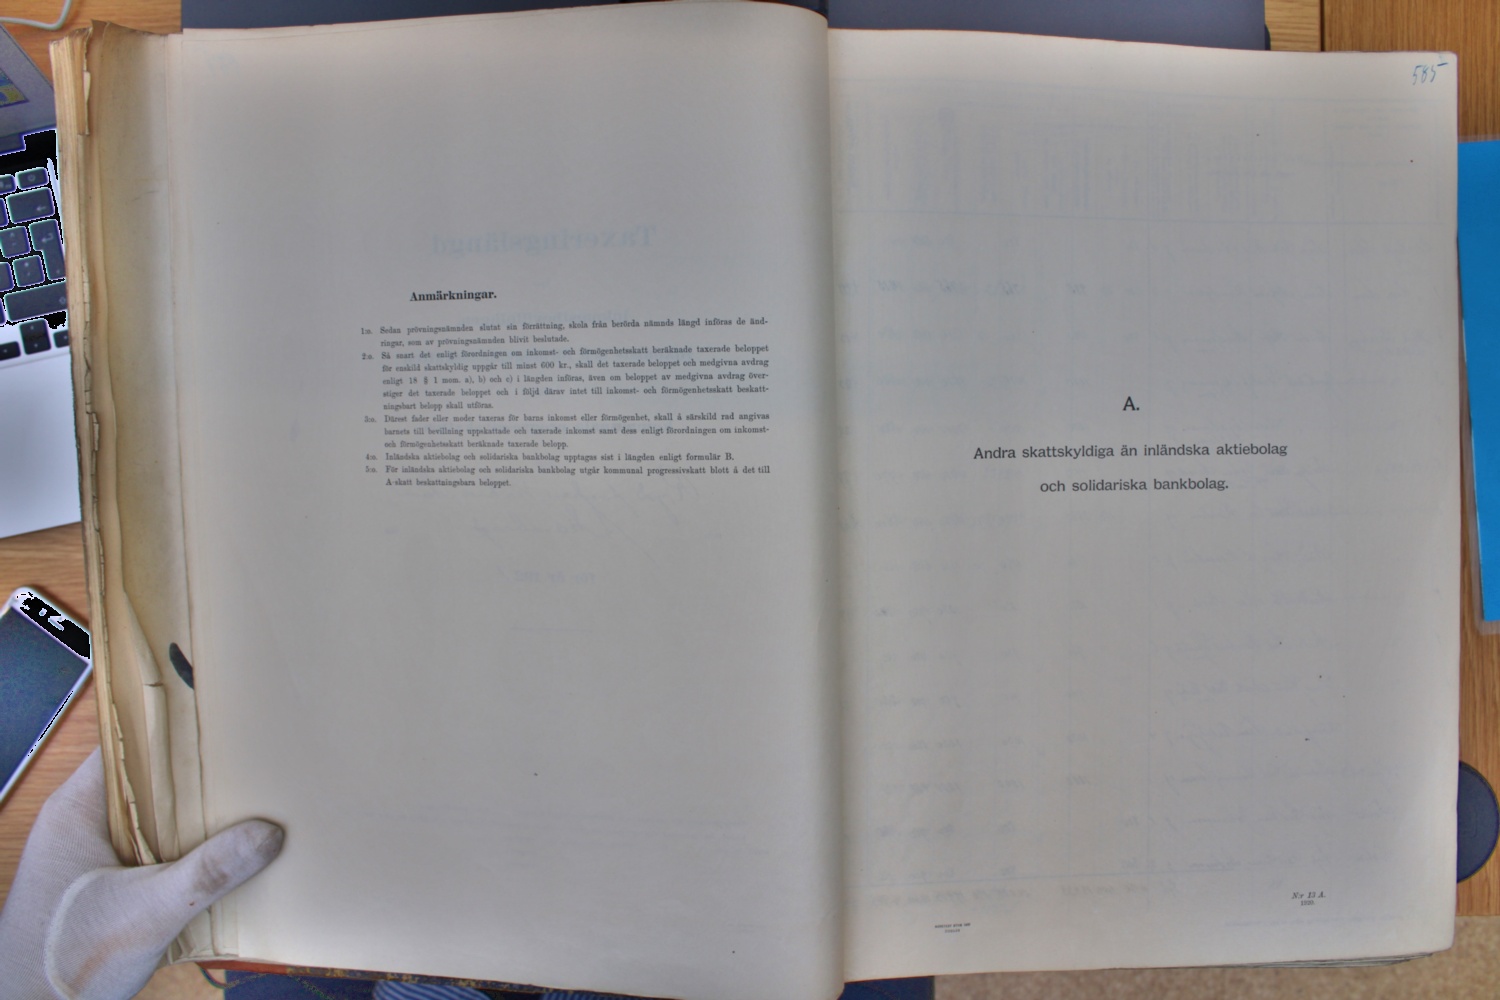 Anmärkningar.
1:o. Sedan prövningsnämnden slutat sin förrättning, skola från berörda nämnds längd införas de änd-
ringar, som av prövningsnämnden blivit beslutade.
2:o. Så snart det enligt förordningen om inkomst- och förmögenhetsskatt beräknade taxerade beloppet
för enskild skattskyldig uppgår till minst 600 kr., skall det taxerade beloppet och medgivna avdrag
enligt 18 § 1 mom. a), b) och c) i längden införas, även om beloppet av medgivna avdrag över-
stiger det taxerade beloppet och i följd därav intet till inkomst- och förmögenhetsskatt beskatt-
ningsbart belopp skall utföras.
3:o. Därest fader eller moder taxeras för barns inkomst eller förmögenhet, skall å särskild rad angivas
barnets till bevillning uppskattade och taxerade inkomst samt dess enligt förordningen om inkomst-
och förmögenhetsskatt beräknade taxerade belopp.
4:o. Inländska aktiebolag och solidariska bankbolag upptagas sist i längden enligt formulär B.
5:o. För inländska aktiebolag och solidariska bankbolag utgår kommunal progressivskatt blott å det till
A-skatt beskattningsbara beloppet.
585
A.
Andra skattskyldiga än inländska aktiebolag
och solidariska bankbolag.
N:r 13 A.
1920.